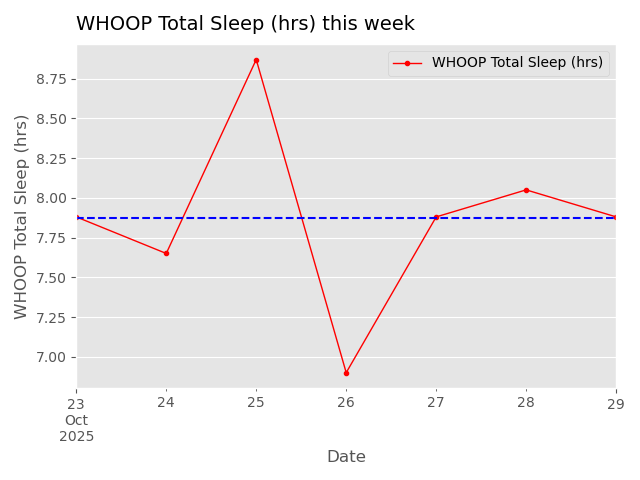 WHOOP Total Sleep (hrs) this week
WHOOP Total Sleep (hrs)
WHOOP Total Sleep (hrs)
8.75
8.50
8.25
8.00
7.75
7.50
7.25
7.00
23 24 25 26 27 28 29
Oct
2025
Date